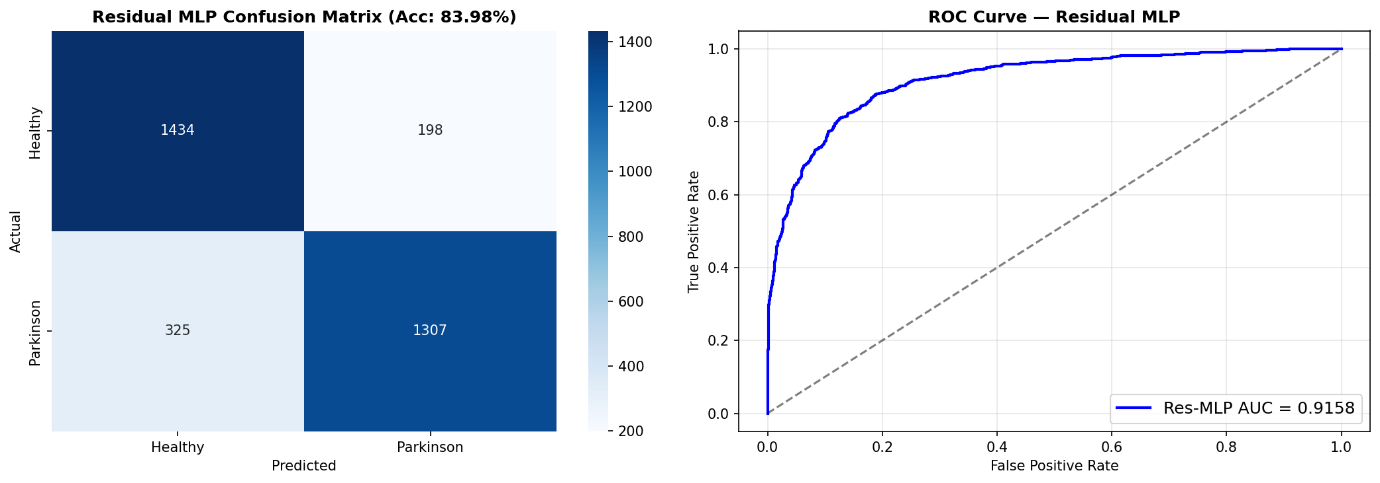 Residual MLP Confusion Matrix (Acc: 83.98%)
Actual
Healthy
Parkinson
1434
198
325
1307
Healthy
Parkinson
Predicted
1400
1200
1000
800
600
400
200
ROC Curve — Residual MLP
True Positive Rate
1.0
0.8
0.6
0.4
0.2
0.0
Res-MLP AUC = 0.9158
0.0
0.2
0.4
0.6
0.8
1.0
False Positive Rate